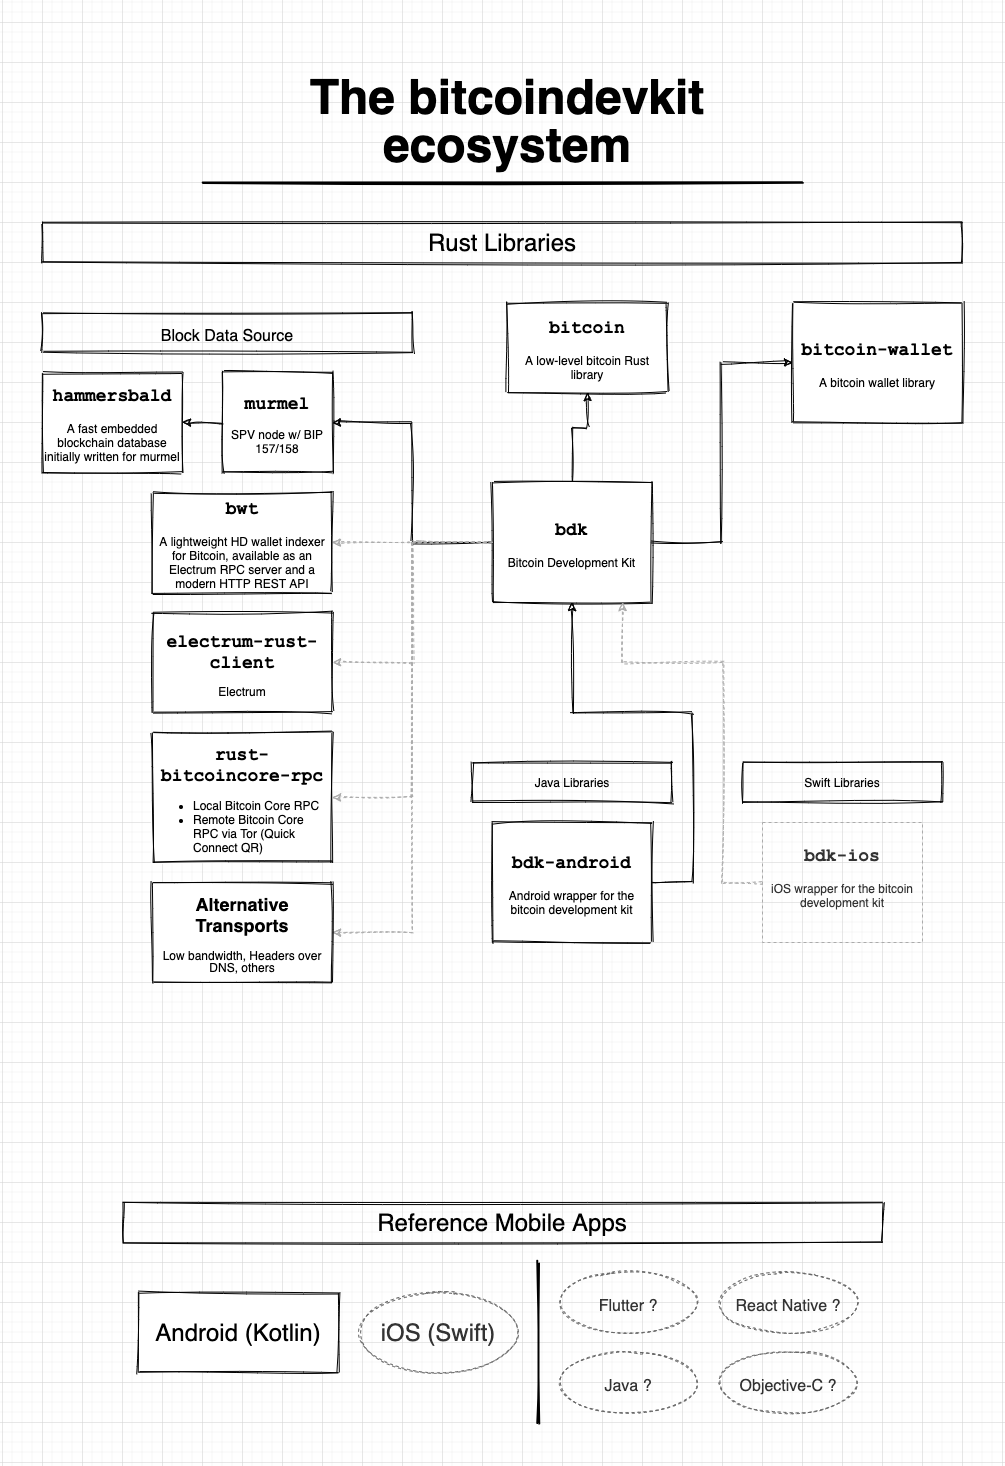 The bitcoindevkit
ecosystem
Rust Libraries
Block Data Source
hammersbald
A fast embedded
blockchain database
initially written for murmel
murmel
SPV node w/ BIP
157/158
bitcoin
A low-level bitcoin Rust
library
bitcoin-wallet
A bitcoin wallet library
bwt
A lightweight HD wallet indexer
for Bitcoin, available as an
Electrum RPC server and a
modern HTTP REST API
bdk
Bitcoin Development Kit
electrum-rust-
client
Electrum
rust-
bitcoincore-rpc
• Local Bitcoin Core RPC
• Remote Bitcoin Core
RPC via Tor (Quick
Connect QR)
Alternative
Transports
Low bandwidth, Headers over
DNS, others
Java Libraries
bdk-android
Android wrapper for the
bitcoin development kit
Swift Libraries
bdk-ios
iOS wrapper for the bitcoin
development kit
Reference Mobile Apps
Android (Kotlin)
iOS (Swift)
Flutter ?
React Native ?
Java ?
Objective-C ?